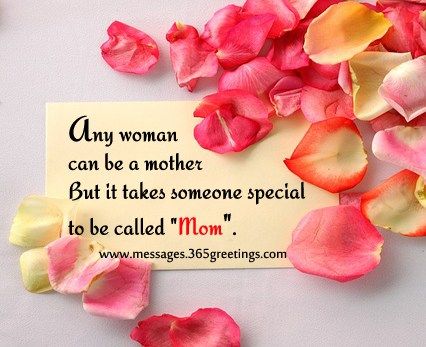 Any woman
can be a mother
But it takes someone special
to be called "Mom".
www.messages.365greetings.com